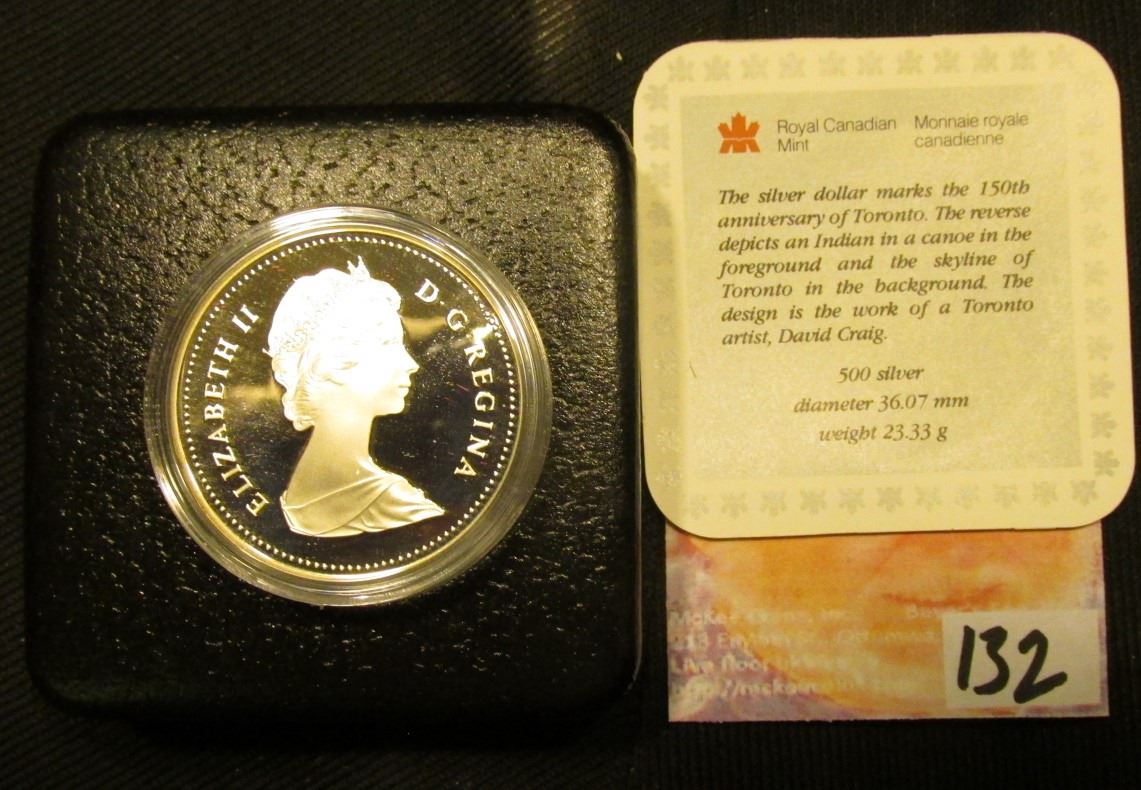 ELIZABETH II D·G·REGINA
Royal Canadian Mint
Monnaie royale canadienne
The silver dollar marks the 150th
anniversary of Toronto. The reverse
depicts an Indian in a canoe in the
foreground and the skyline of
Toronto in the background. The
design is the work of a Toronto
artist, David Craig.
500 silver
diameter 36.07 mm
weight 23.33 g
132